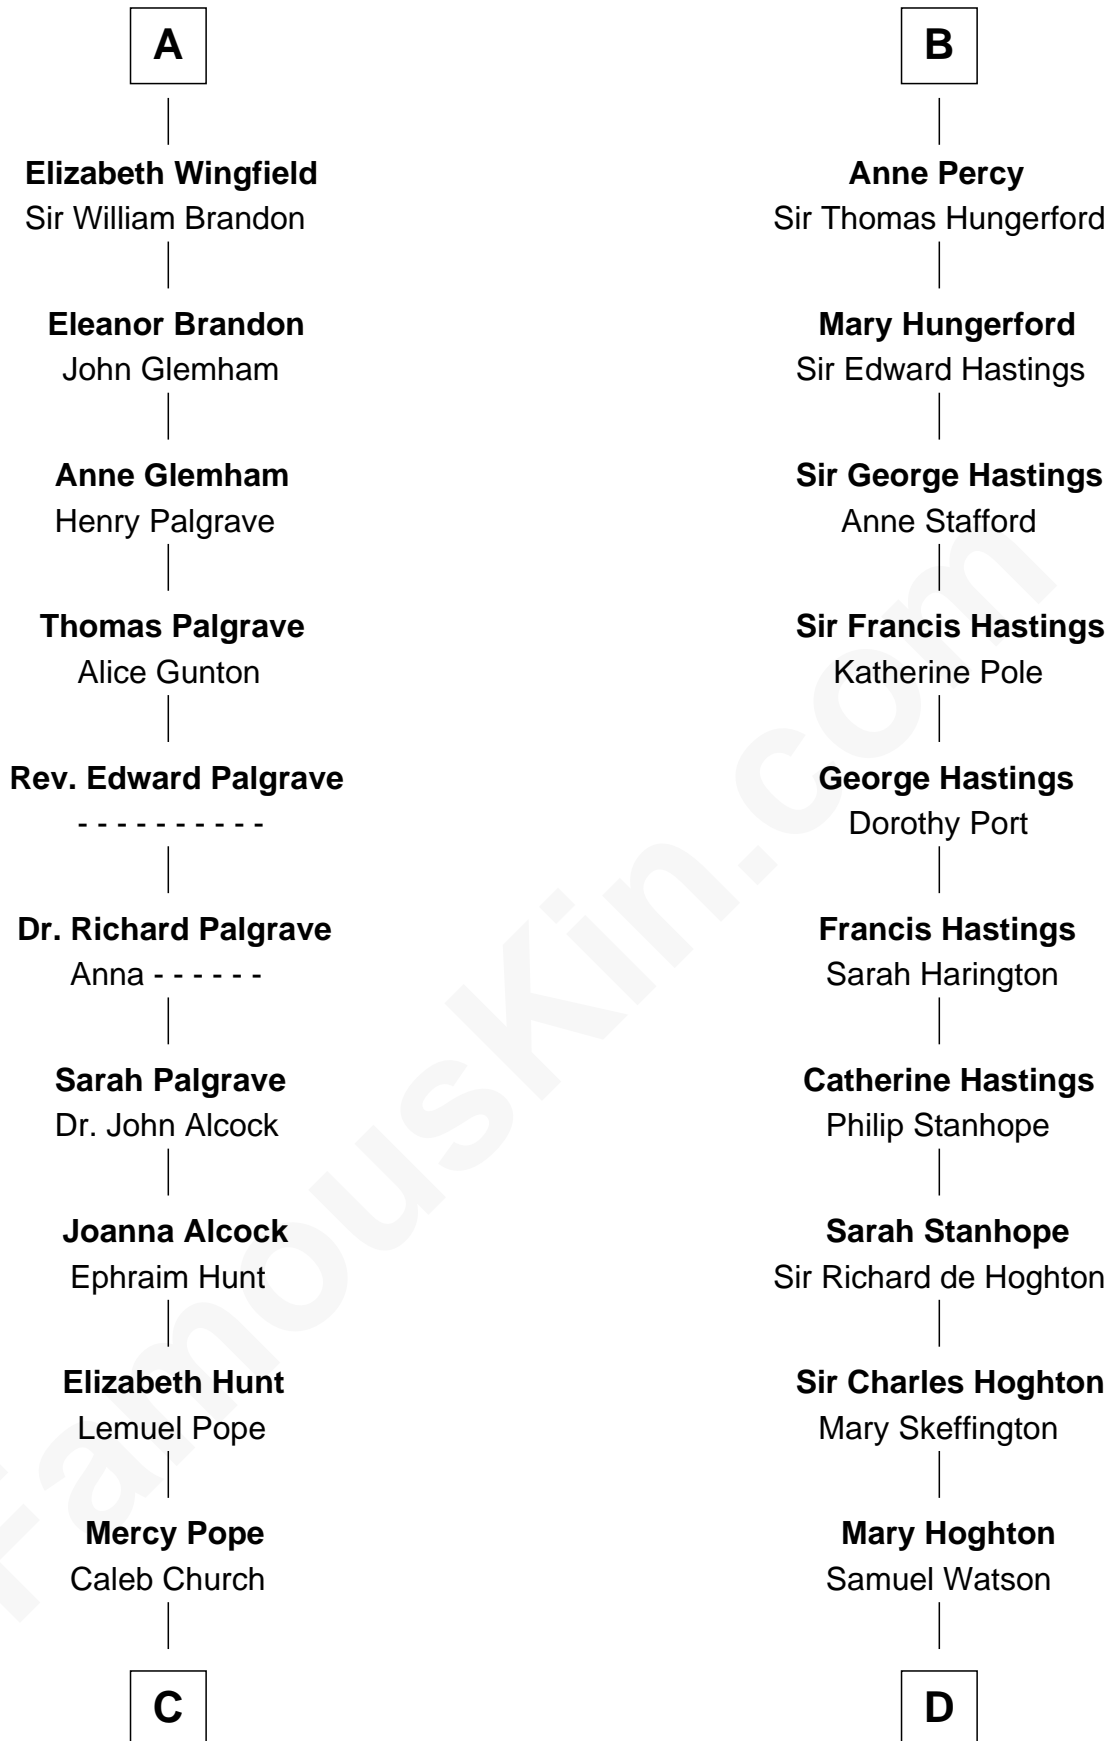 A
Elizabeth Wingfield
Sir William Brandon
Eleanor Brandon
John Glemham
Anne Glemham
Henry Palgrave
Thomas Palgrave
Alice Gunton
Rev. Edward Palgrave
- - - - - - - - - -
Dr. Richard Palgrave
Anna - - - - - -
Sarah Palgrave
Dr. John Alcock
Joanna Alcock
Ephraim Hunt
Elizabeth Hunt
Lemuel Pope
Mercy Pope
Caleb Church
C
B
Anne Percy
Sir Thomas Hungerford
Mary Hungerford
Sir Edward Hastings
Sir George Hastings
Anne Stafford
Sir Francis Hastings
Katherine Pole
George Hastings
Dorothy Port
Francis Hastings
Sarah Harington
Catherine Hastings
Philip Stanhope
Sarah Stanhope
Sir Richard de Hoghton
Sir Charles Hoghton
Mary Skeffington
Mary Hoghton
Samuel Watson
D
FamousKin.com